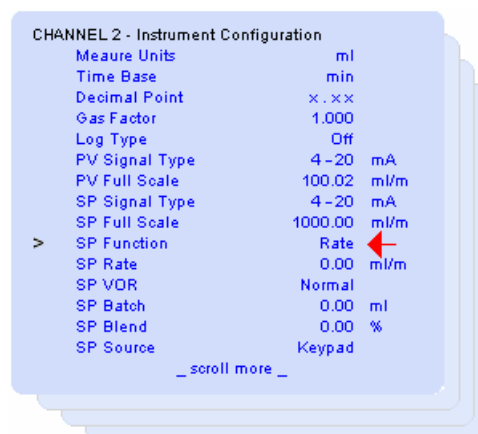 CHANNEL 2 - Instrument Configuration
Meaure Units ml
Time Base min
Decimal Point x.xx
Gas Factor 1.000
Log Type Off
PV Signal Type 4-20 mA
PV Full Scale 100.02 ml/m
SP Signal Type 4-20 mA
SP Full Scale 1000.00 ml/m
> SP Function Rate
SP Rate 0.00 ml/m
SP VOR Normal
SP Batch 0.00 ml
SP Blend 0.00 %
SP Source Keypad
_ scroll more _